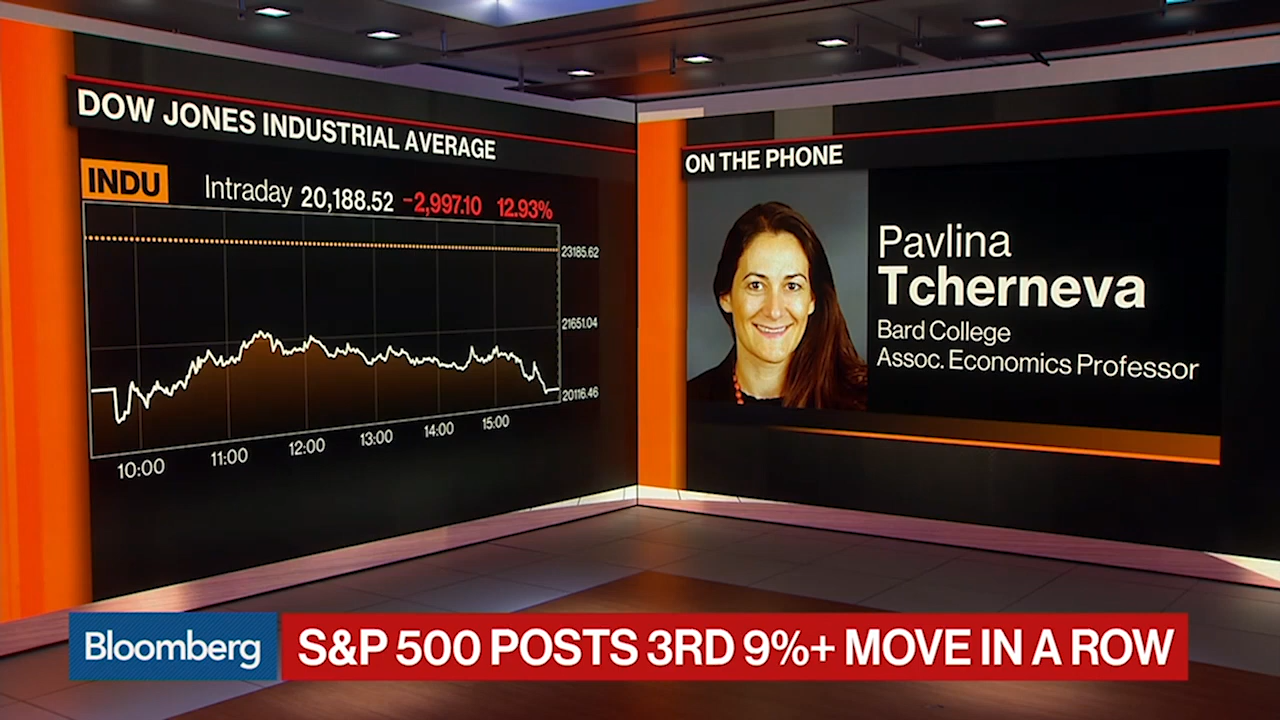 DOW JONES INDUSTRIAL AVERAGE
INDU Intraday 20,188.52 -2,997.10 12.93%
23185.62
21651.04
20116.46
10:00 11:00 12:00 13:00 14:00 15:00
ON THE PHONE
Pavlina
Tcherneva
Bard College
Assoc. Economics Professor
Bloomberg
S&P 500 POSTS 3RD 9%+ MOVE IN A ROW